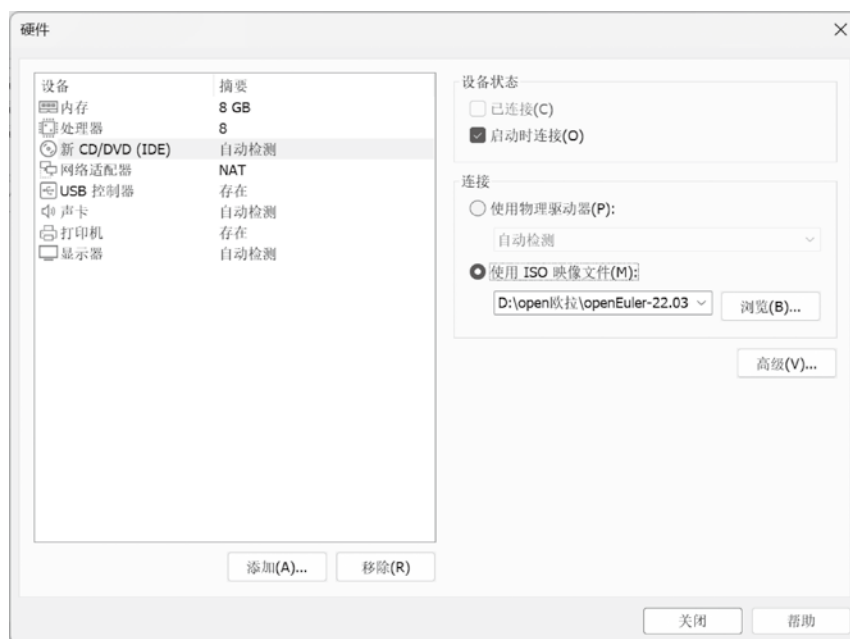 硬件
设备 摘要
内存 8 GB
处理器 8
新 CD/DVD (IDE) 自动检测
网络适配器 NAT
USB 控制器 存在
声卡 自动检测
打印机 存在
显示器 自动检测
添加(A)... 移除(R)
设备状态
已连接(C)
启动时连接(O)
连接
使用物理驱动器(P):
自动检测
使用 ISO 映像文件(M):
D:\open欧拉\openEuler-22.03 浏览(B)...
高级(V)...
关闭 帮助